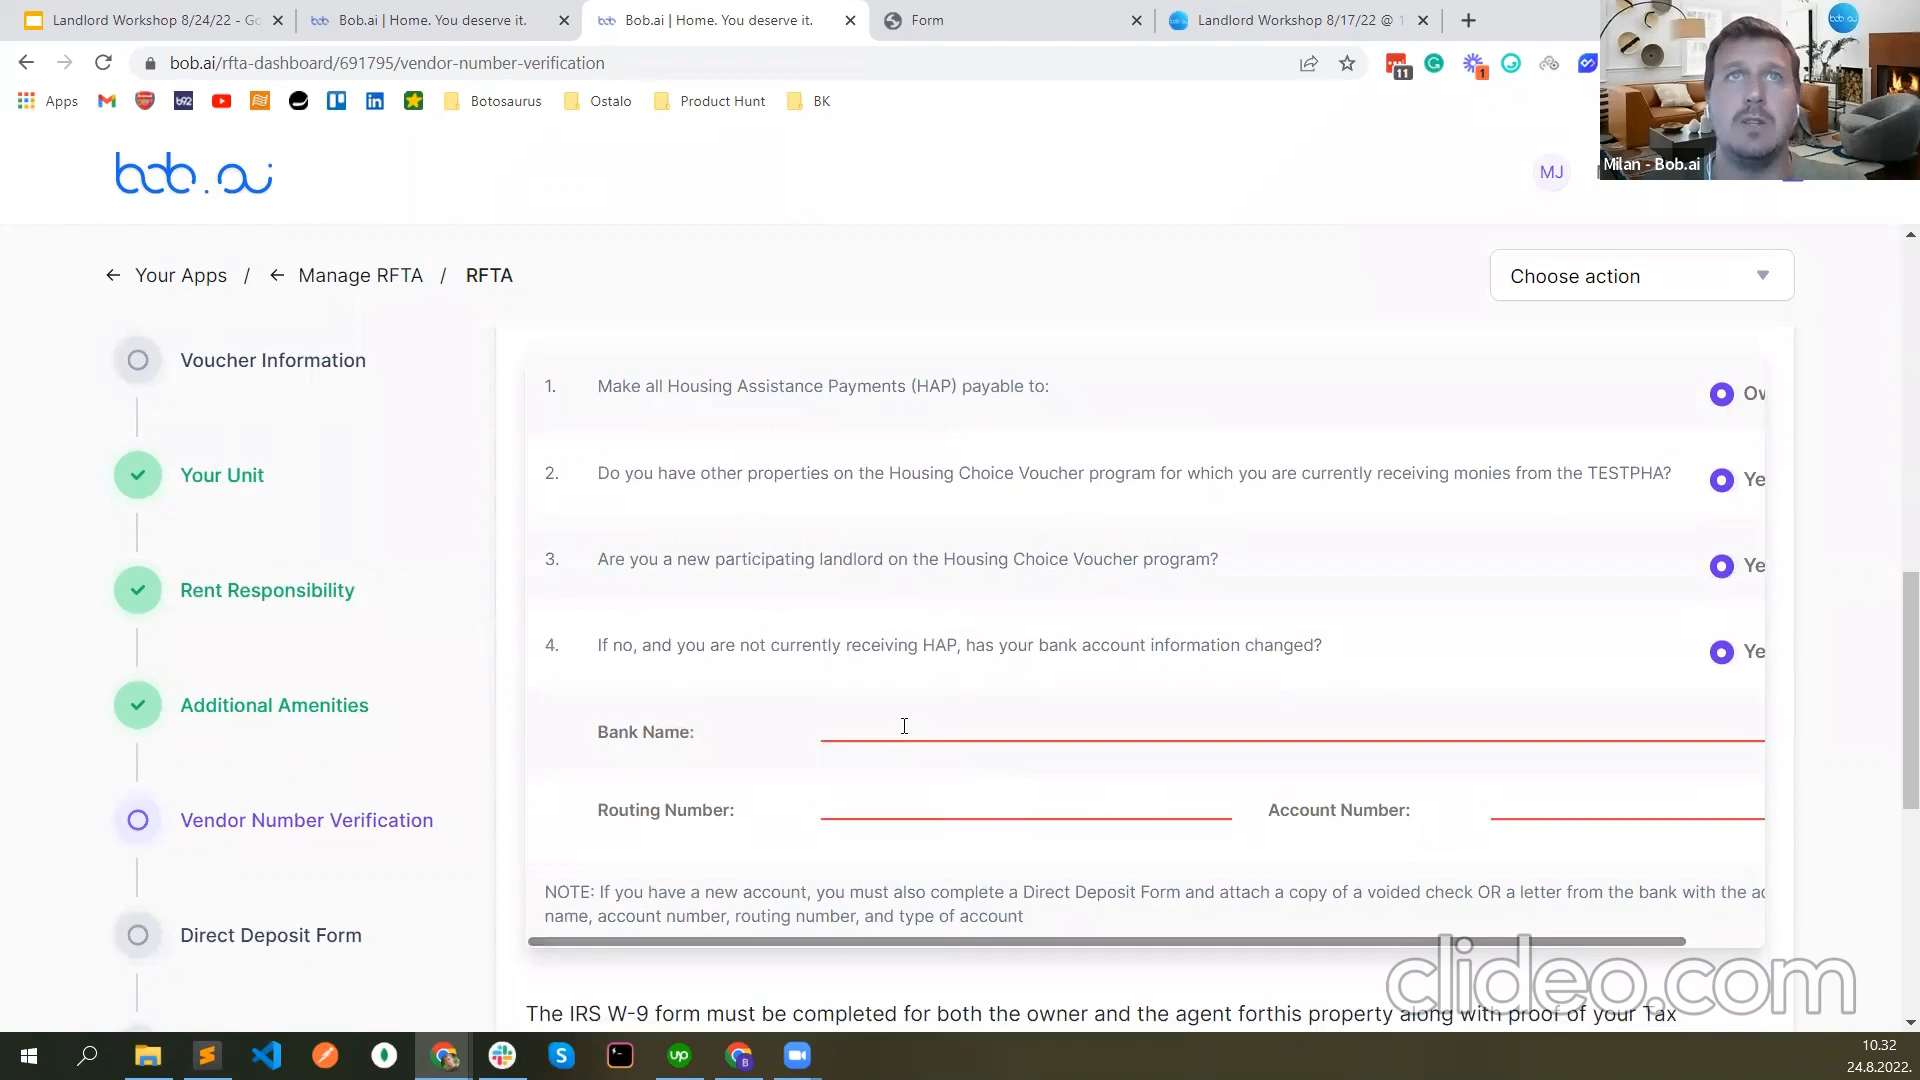 Landlord Workshop 8/24/22 - Go
Bob.ai | Home. You deserve it.
Bob.ai | Home. You deserve it.
Form
Landlord Workshop 8/17/22 @ 1
bob.ai/rfta-dashboard/691795/vendor-number-verification
11
1
Apps
Botosaurus
Ostalo
Product Hunt
BK
bob.ai
Milan - Bob.ai
bob.ai
MJ
Your Apps / Manage RFTA / RFTA
Choose action
Voucher Information
Your Unit
Rent Responsibility
Additional Amenities
Vendor Number Verification
Direct Deposit Form
1. Make all Housing Assistance Payments (HAP) payable to: Ow
2. Do you have other properties on the Housing Choice Voucher program for which you are currently receiving monies from the TESTPHA? Ye
3. Are you a new participating landlord on the Housing Choice Voucher program? Ye
4. If no, and you are not currently receiving HAP, has your bank account information changed? Ye
Bank Name:
Routing Number: Account Number:
NOTE: If you have a new account, you must also complete a Direct Deposit Form and attach a copy of a voided check OR a letter from the bank with the
name, account number, routing number, and type of account
The IRS W-9 form must be completed for both the owner and the agent forthis property along with proof of your Tax
clideo.com
up
B
10.32
24.8.2022.